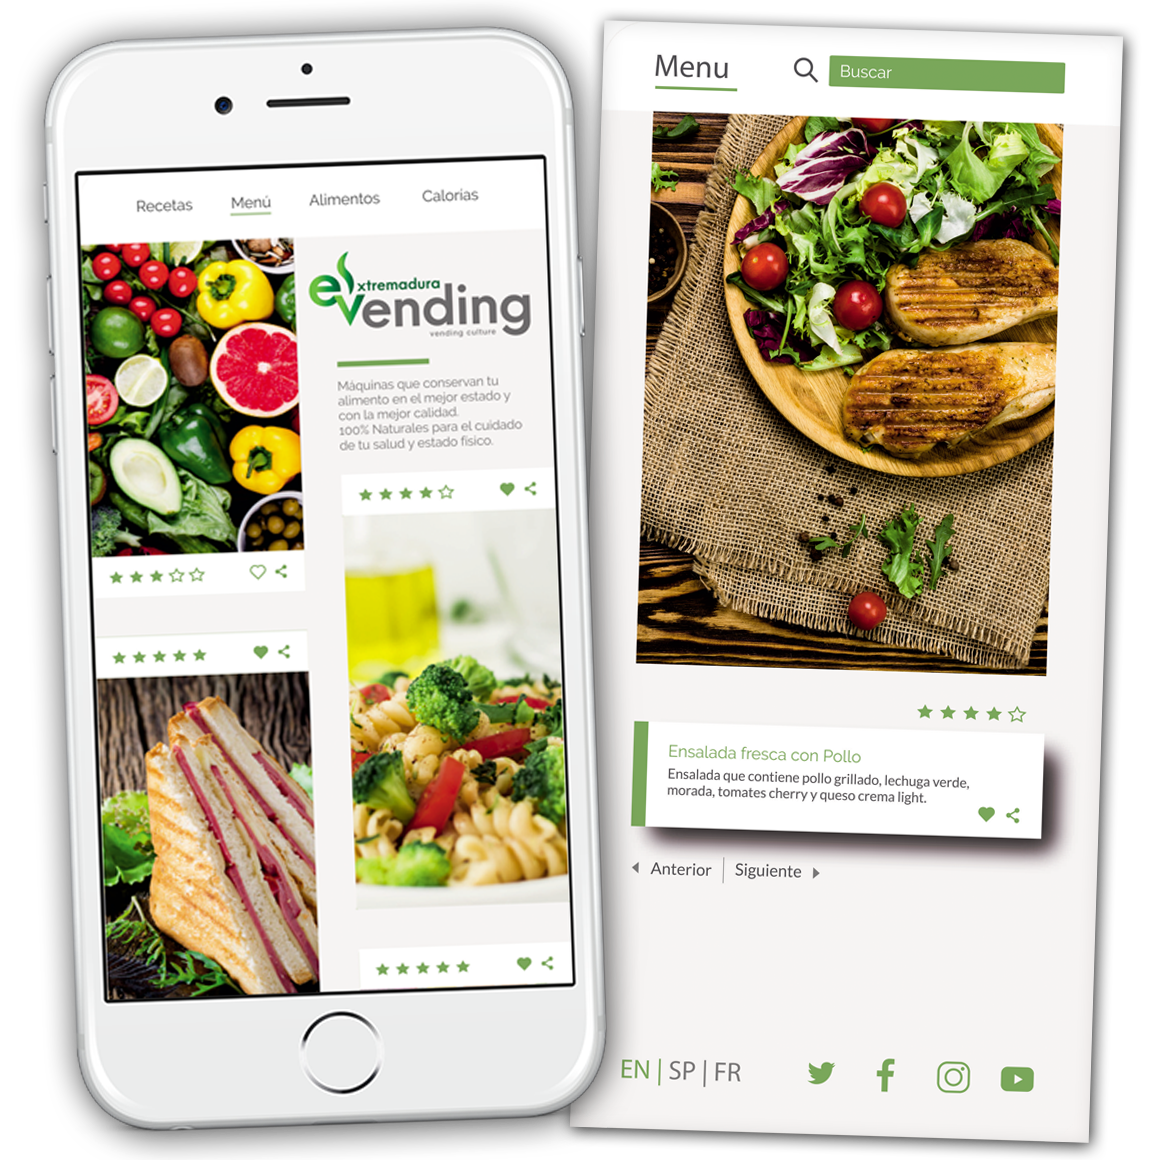 Recetas Menú Alimentos Calorias
extremadura
vending
vending culture
Máquinas que conservan tu
alimento en el mejor estado y
con la mejor calidad.
100% Naturales para el cuidado
de tu salud y estado físico.
Menu
Buscar
Ensalada fresca con Pollo
Ensalada que contiene pollo grillado, lechuga verde,
morada, tomates cherry y queso crema light.
Anterior | Siguiente
EN | SP | FR